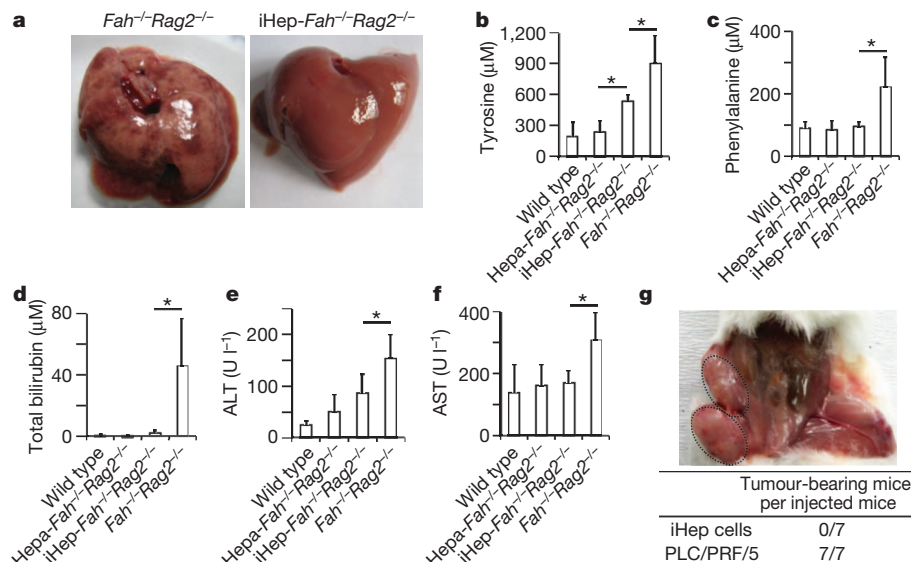 a
Fah–/–Rag2–/–
iHep-Fah–/–Rag2–/–
b
Tyrosine (μM)
1,200
900
600
300
0
*
*
Wild type
Hepa-Fah–/–Rag2–/–
iHep-Fah–/–Rag2–/–
Fah–/–Rag2–/–
c
Phenylalanine (μM)
400
200
0
*
Wild type
Hepa-Fah–/–Rag2–/–
iHep-Fah–/–Rag2–/–
Fah–/–Rag2–/–
d
Total bilirubin (μM)
80
40
0
*
Wild type
Hepa-Fah–/–Rag2–/–
iHep-Fah–/–Rag2–/–
Fah–/–Rag2–/–
e
ALT (U l–1)
200
100
0
*
Wild type
Hepa-Fah–/–Rag2–/–
iHep-Fah–/–Rag2–/–
Fah–/–Rag2–/–
f
AST (U l–1)
400
200
0
*
Wild type
Hepa-Fah–/–Rag2–/–
iHep-Fah–/–Rag2–/–
Fah–/–Rag2–/–
g
Tumour-bearing mice
per injected mice
iHep cells 0/7
PLC/PRF/5 7/7